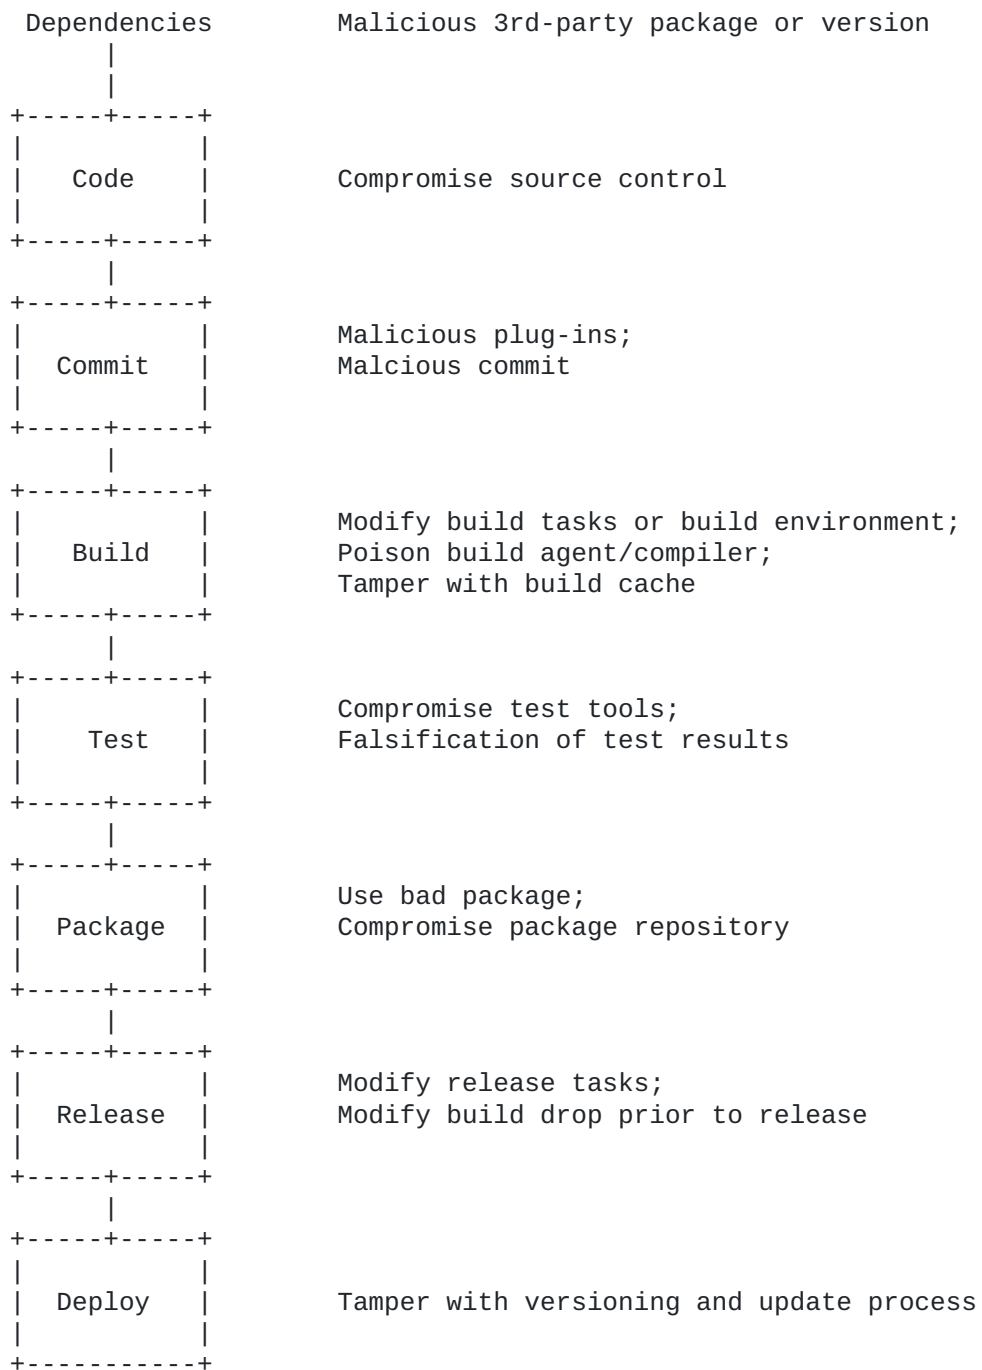 Dependencies Malicious 3rd-party package or version
Code Compromise source control
Malicious plug-ins;
Commit Malcious commit
Modify build tasks or build environment;
Build Poison build agent/compiler;
Tamper with build cache
Compromise test tools;
Test Falsification of test results
Use bad package;
Package Compromise package repository
Modify release tasks;
Release Modify build drop prior to release
Deploy Tamper with versioning and update process